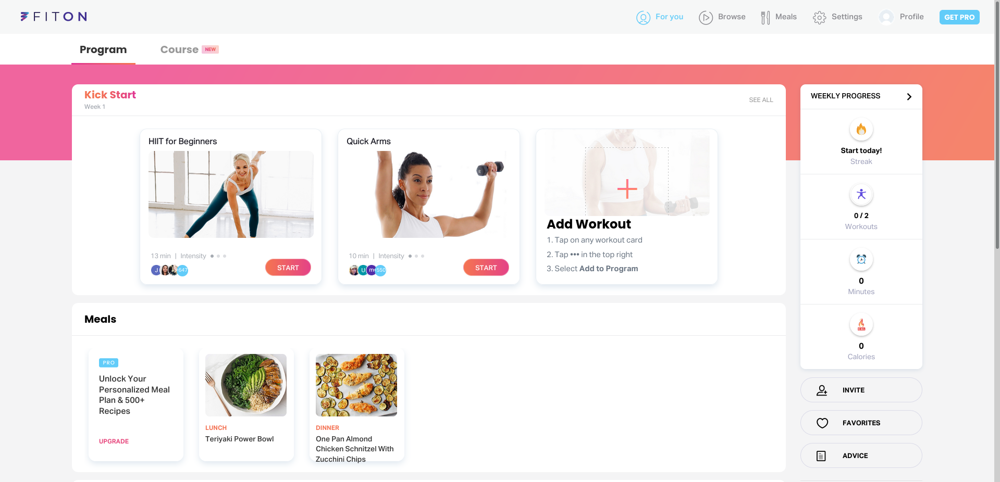 FITON
For you
Browse
Meals
Settings
Profile
GET PRO
Program
Course NEW
Kick Start
Week 1
SEE ALL
HIIT for Beginners
13 min | Intensity
J
+647
START
Quick Arms
E
10 min | Intensity
U
m
+550
START
Add Workout
1. Tap on any workout card
2. Tap ••• in the top right
3. Select Add to Program
WEEKLY PROGRESS
Start today!
Streak
0 / 2
Workouts
0
Minutes
CAL
0
Calories
INVITE
FAVORITES
ADVICE
Meals
PRO
Unlock Your
Personalized Meal
Plan & 500+
Recipes
UPGRADE
LUNCH
Teriyaki Power Bowl
DINNER
One Pan Almond
Chicken Schnitzel With
Zucchini Chips